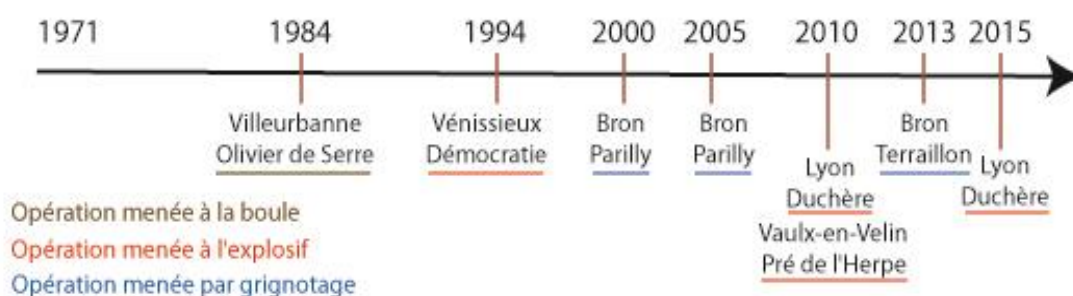 1971 1984 1994 2000 2005 2010 2013 2015
Villeurbanne
Olivier de Serre
Vénissieux
Démocratie
Bron
Parilly
Bron
Parilly
Lyon
Duchère
Vaulx-en-Velin
Pré de l'Herpe
Bron
Terraillon
Lyon
Duchère
Opération menée à la boule
Opération menée à l'explosif
Opération menée par grignotage